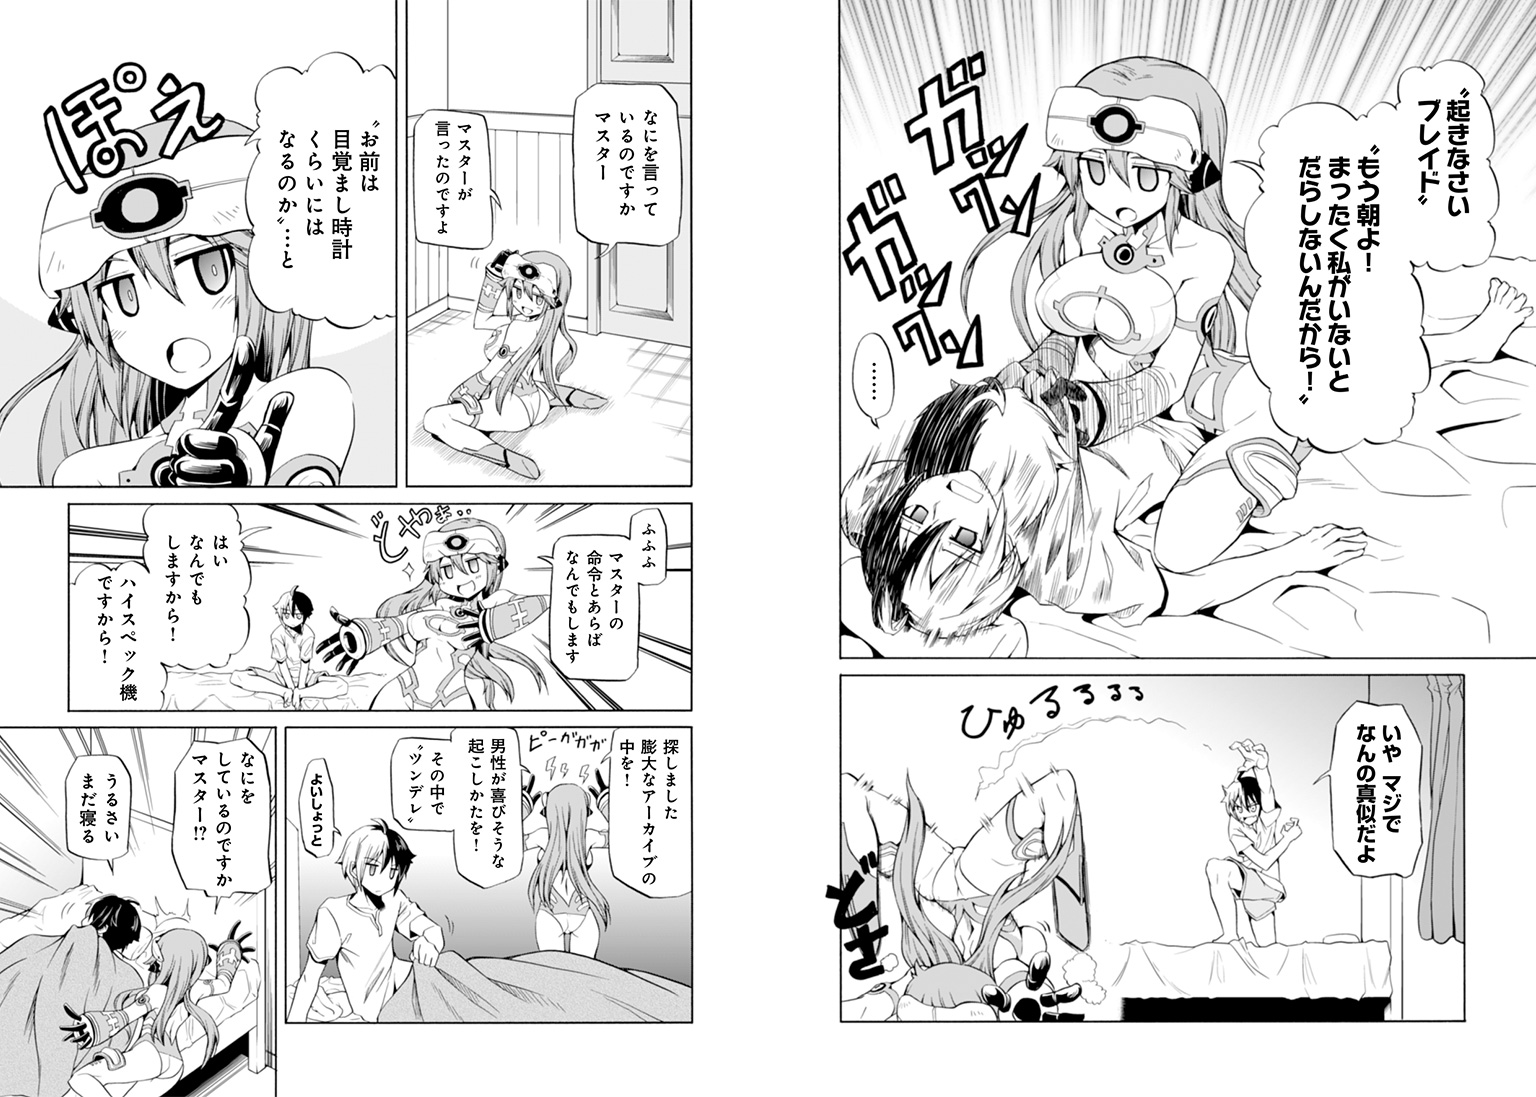 〝起きなさい
ブレイド〟
〝もう朝よ！
まったく私がいないと
だらしないんだから！〟
ガッ
クン
ガッ
クン
……
いや マジで
なんの真似だよ
ひゅるるるる
どさっ
なにを言って
いるのですか
マスター
マスターが
言ったのですよ
〝お前は
目覚まし時計
くらいには
なるのか〟…と
ぽえ
ふふふ
マスターの
命令とあらば
なんでもします
どやぁ…
はい
なんでも
しますから！
ハイスペック機
ですから！
探しました
膨大なアーカイブの
中を！
ピーガガガ
男性が喜びそうな
起こしかたを！
その中で
〝ツンデレ〟
よいしょっと
なにを
しているのですか
マスター!?
うるさい
まだ寝る